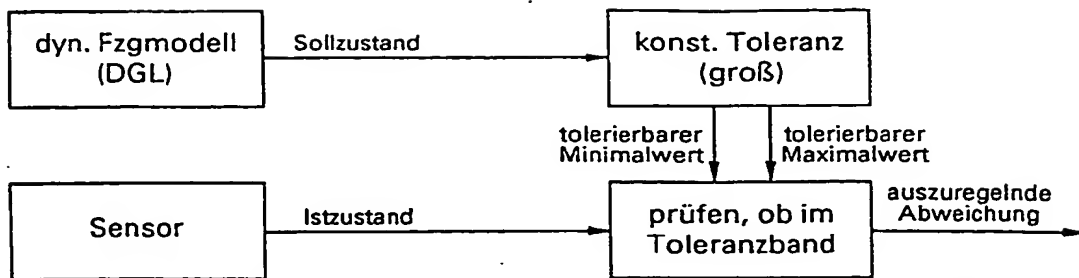 dyn. Fzgmodell
(DGL)
Sollzustand
konst. Toleranz
(groß)
tolerierbarer
Minimalwert
tolerierbarer
Maximalwert
Sensor
Istzustand
prüfen, ob im
Toleranzband
auszuregelnde
Abweichung